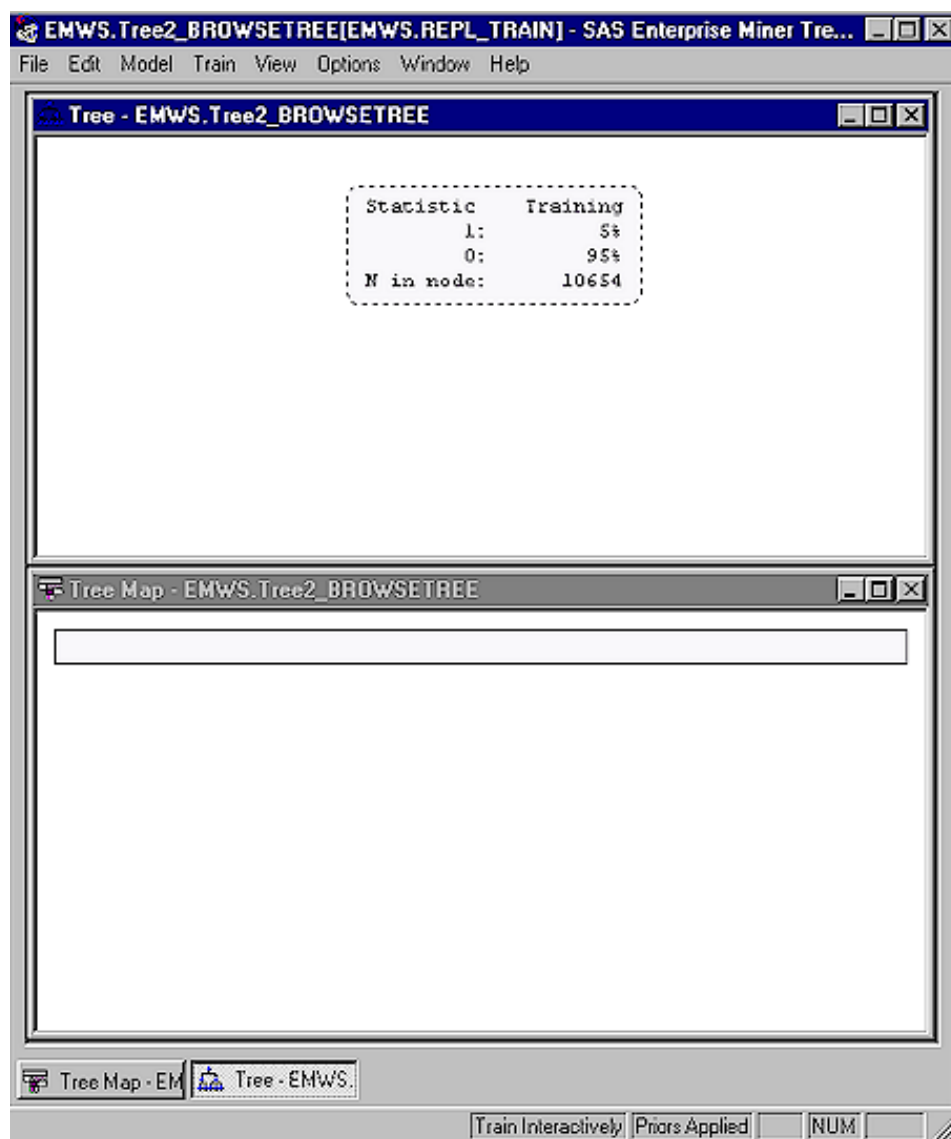 EMWS.Tree2_BROWSETREE[EMWS.REPL_TRAIN] - SAS Enterprise Miner Tre...
File Edit Model Train View Options Window Help
Tree - EMWS.Tree2_BROWSETREE
Statistic Training
1: 5%
0: 95%
N in node: 10654
Tree Map - EMWS.Tree2_BROWSETREE
Tree Map - EM Tree - EMWS.
Train Interactively Priors Applied NUM